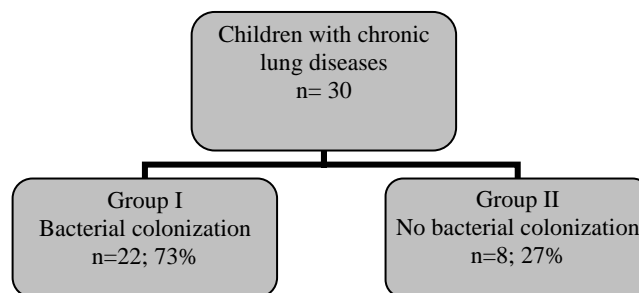 Children with chronic
lung diseases
n= 30
Group I
Bacterial colonization
n=22; 73%
Group II
No bacterial colonization
n=8; 27%